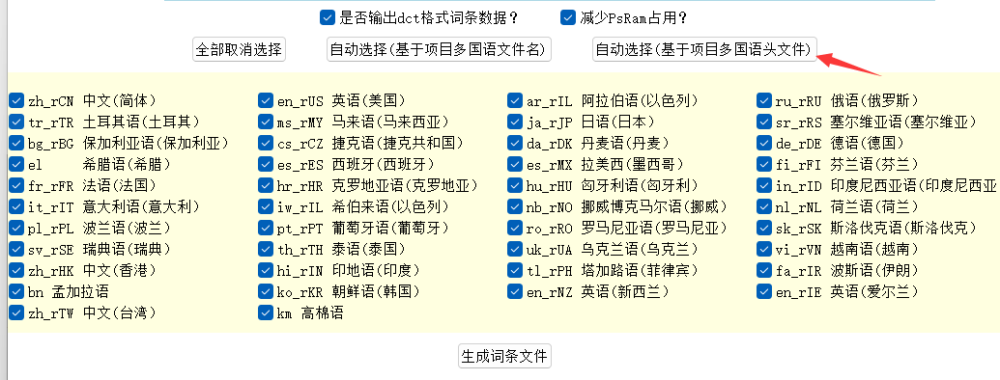 是否输出dct格式词条数据? 减少PsRam占用?
全部取消选择 自动选择(基于项目多国语文件名) 自动选择(基于项目多国语头文件)
zh_rCN 中文(简体) en_rUS 英语(美国) ar_rIL 阿拉伯语(以色列) ru_rRU 俄语(俄罗斯)
tr_rTR 土耳其语(土耳其) ms_rMY 马来语(马来西亚) ja_rJP 日语(日本) sr_rRS 塞尔维亚语(塞尔维亚)
bg_rBG 保加利亚语(保加利亚) cs_rCZ 捷克语(捷克共和国) da_rDK 丹麦语(丹麦) de_rDE 德语(德国)
el 希腊语(希腊) es_rES 西班牙(西班牙) es_rMX 拉美西(墨西哥) fi_rFI 芬兰语(芬兰)
fr_rFR 法语(法国) hr_rHR 克罗地亚语(克罗地亚) hu_rHU 匈牙利语(匈牙利) in_rID 印度尼西亚语(印度尼西亚
it_rIT 意大利语(意大利) iw_rIL 希伯来语(以色列) nb_rNO 挪威博克马尔语(挪威) nl_rNL 荷兰语(荷兰)
pl_rPL 波兰语(波兰) pt_rPT 葡萄牙语(葡萄牙) ro_rRO 罗马尼亚语(罗马尼亚) sk_rSK 斯洛伐克语(斯洛伐克)
sv_rSE 瑞典语(瑞典) th_rTH 泰语(泰国) uk_rUA 乌克兰语(乌克兰) vi_rVN 越南语(越南)
zh_rHK 中文(香港) hi_rIN 印地语(印度) tl_rPH 塔加路语(菲律宾) fa_rIR 波斯语(伊朗)
bn 孟加拉语 ko_rKR 朝鲜语(韩国) en_rNZ 英语(新西兰) en_rIE 英语(爱尔兰)
zh_rTW 中文(台湾) km 高棉语
生成词条文件